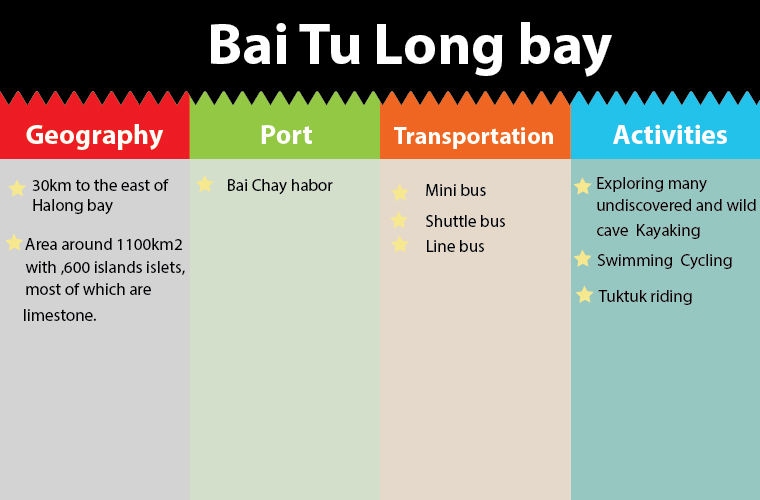 Bai Tu Long bay
Geography
30km to the east of
Halong bay
Area around 1100km2
with ,600 islands islets,
most of which are
limestone.
Port
Bai Chay habor
Transportation
Mini bus
Shuttle bus
Line bus
Activities
Exploring many
undiscovered and wild
cave Kayaking
Swimming Cycling
Tuktuk riding